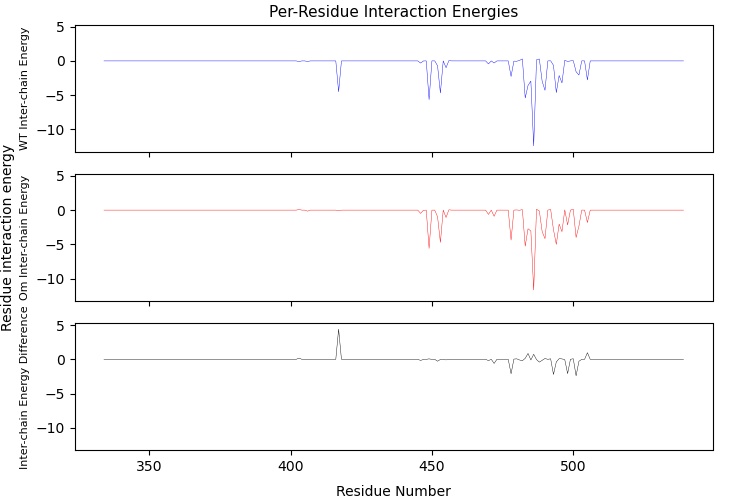 Per-Residue Interaction Energies
Residue interaction energy
WT Inter-chain Energy
5
0
−5
−10
Om Inter-chain Energy
5
0
−5
−10
Inter-chain Energy Difference
5
0
−5
−10
350
400
450
500
Residue Number